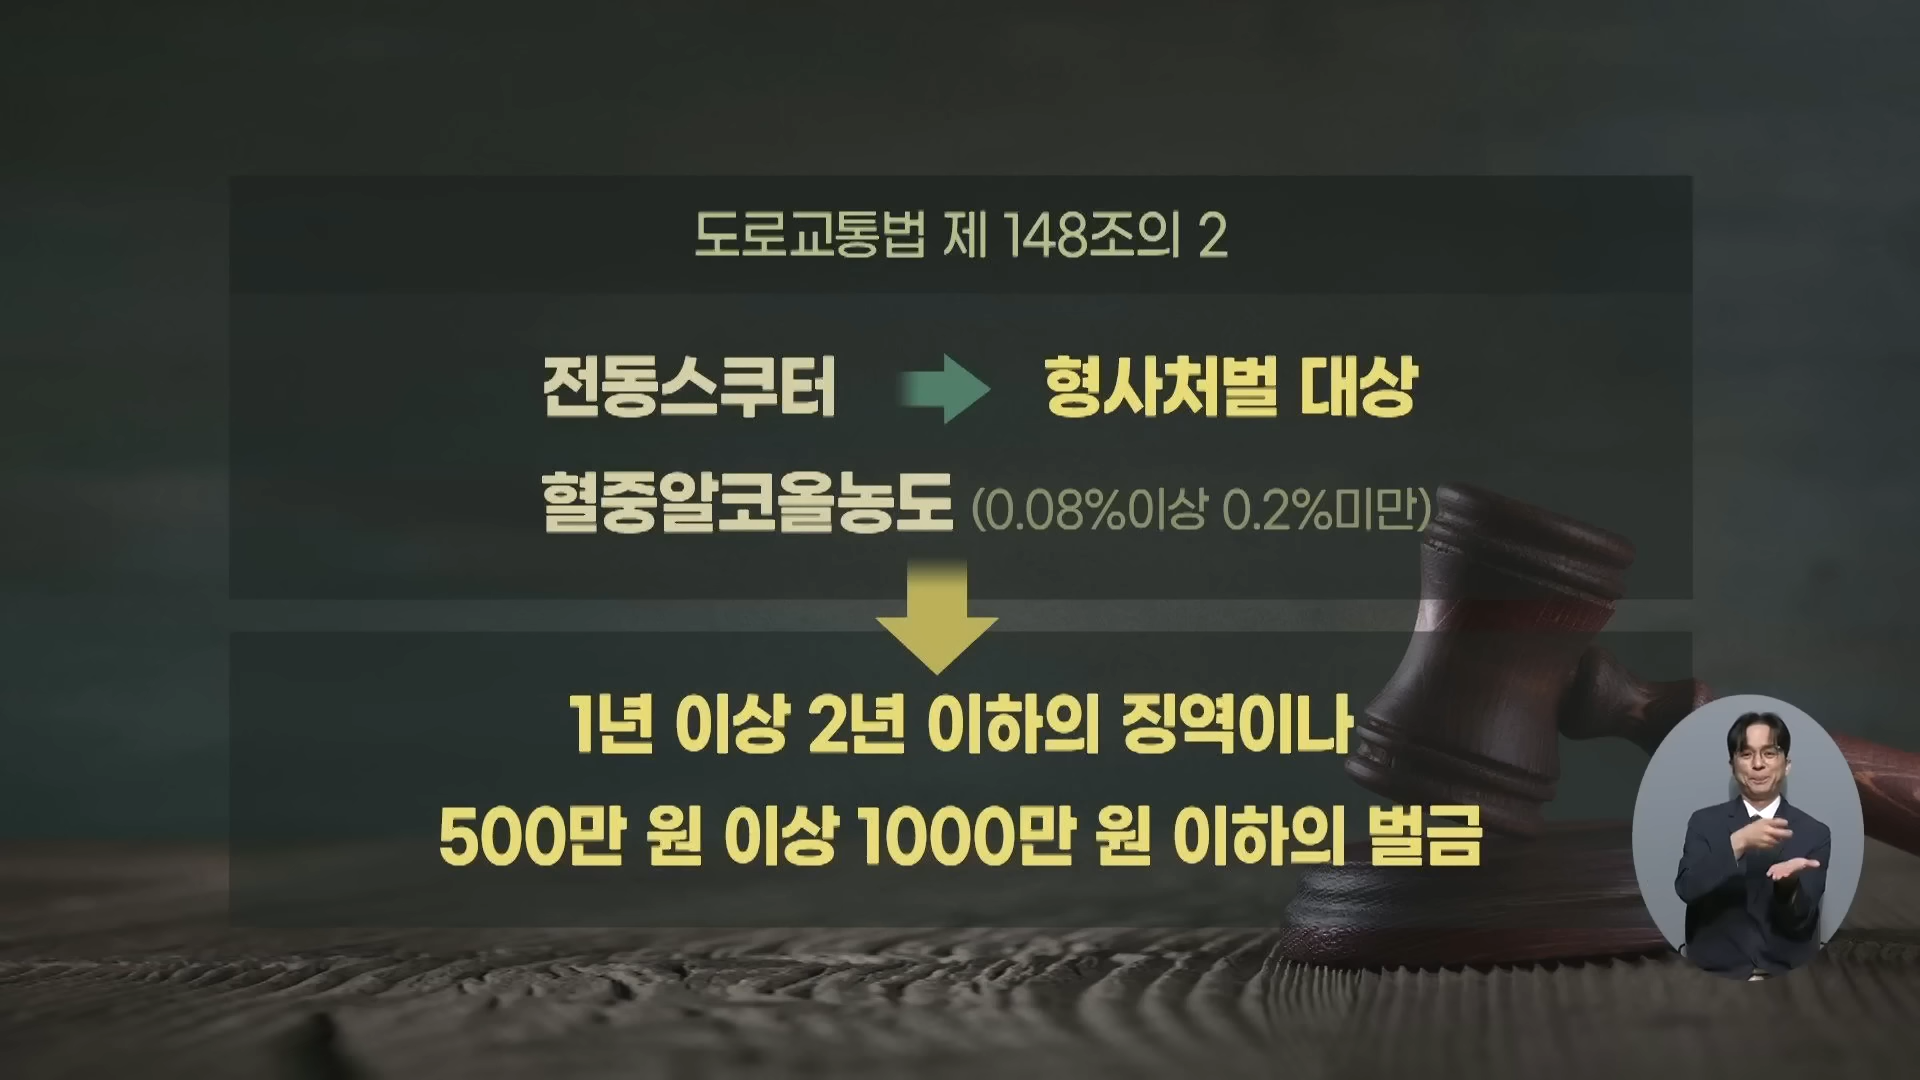 도로교통법 제 148조의 2
전동스쿠터 형사처벌 대상
혈중알코올농도 (0.08%이상 0.2%미만)
1년 이상 2년 이하의 징역이나
500만 원 이상 1000만 원 이하의 벌금